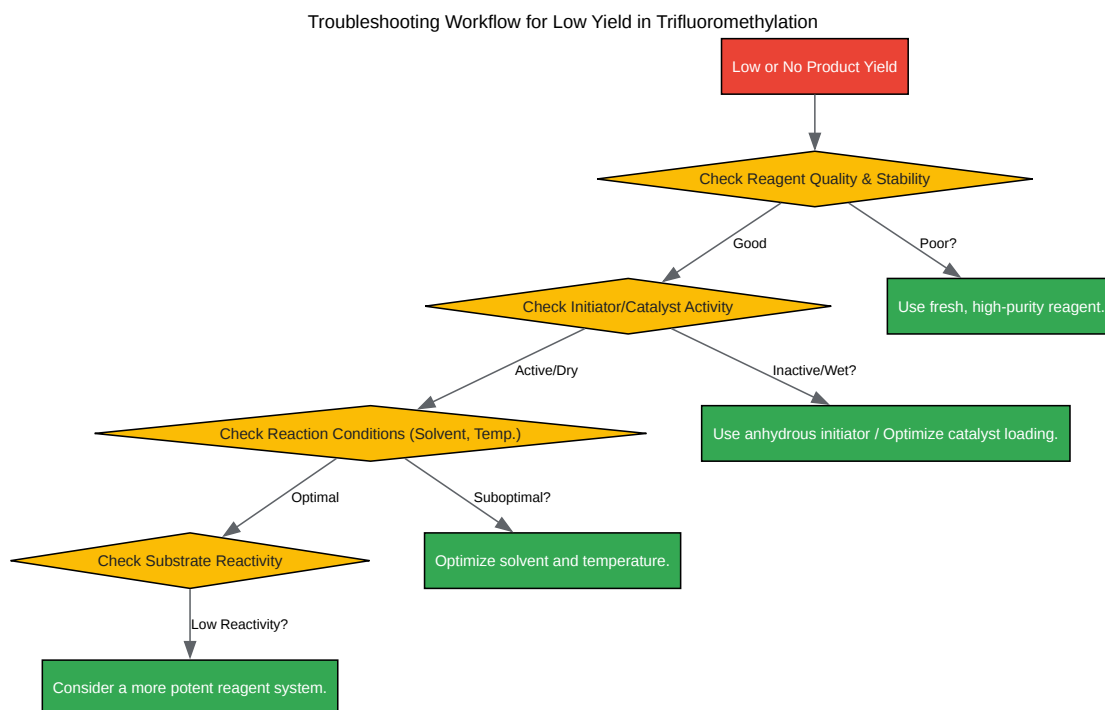 Troubleshooting Workflow for Low Yield in Trifluoromethylation
Low or No Product Yield
Check Reagent Quality & Stability
Good
Poor?
Check Initiator/Catalyst Activity
Use fresh, high-purity reagent.
Active/Dry
Inactive/Wet?
Check Reaction Conditions (Solvent, Temp.)
Use anhydrous initiator / Optimize catalyst loading.
Optimal
Suboptimal?
Check Substrate Reactivity
Optimize solvent and temperature.
Low Reactivity?
Consider a more potent reagent system.